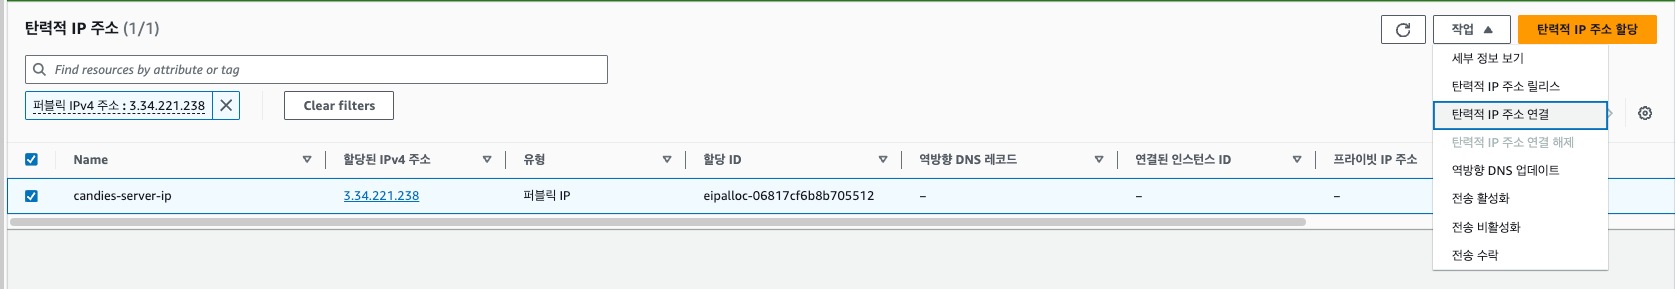 탄력적 IP 주소 (1/1)
작업
탄력적 IP 주소 할당
Find resources by attribute or tag
퍼블릭 IPv4 주소 : 3.34.221.238
Clear filters
세부 정보 보기
탄력적 IP 주소 릴리스
탄력적 IP 주소 연결
탄력적 IP 주소 연결 해제
역방향 DNS 업데이트
전송 활성화
전송 비활성화
전송 수락
Name 할당된 IPv4 주소 유형 할당 ID 역방향 DNS 레코드 연결된 인스턴스 ID 프라이빗 IP 주소
candies-server-ip 3.34.221.238 퍼블릭 IP eipalloc-06817cf6b8b705512 – – –